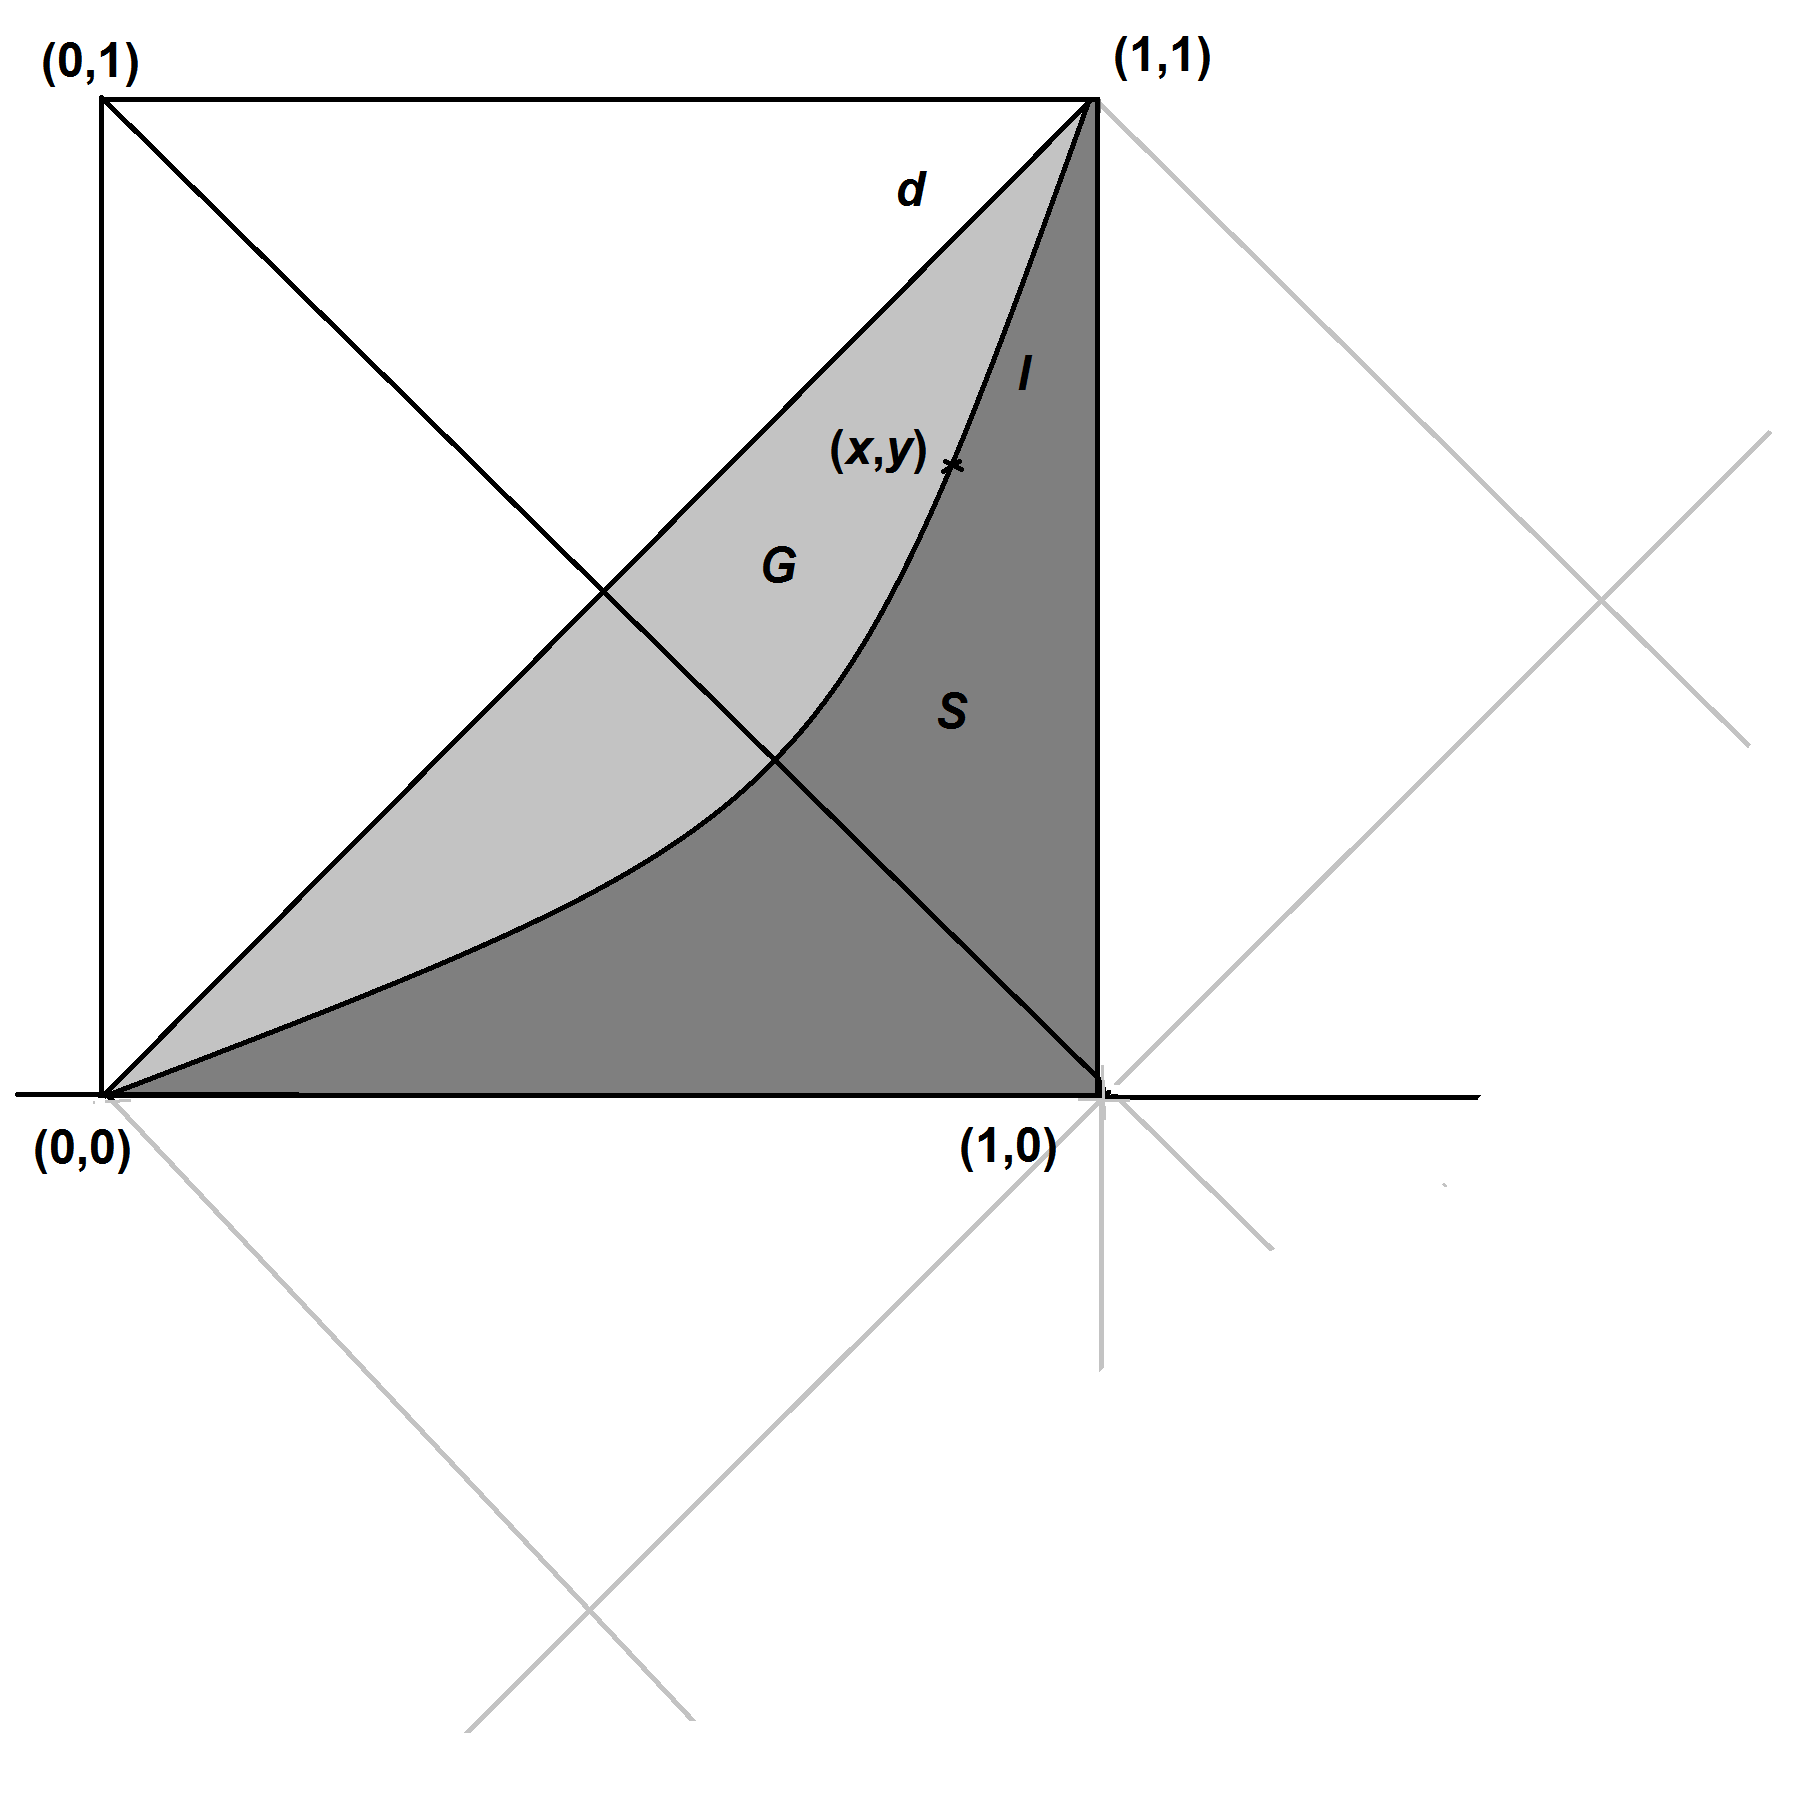 (0,1)
(1,1)
d
l
(x,y)
G
S
(0,0)
(1,0)